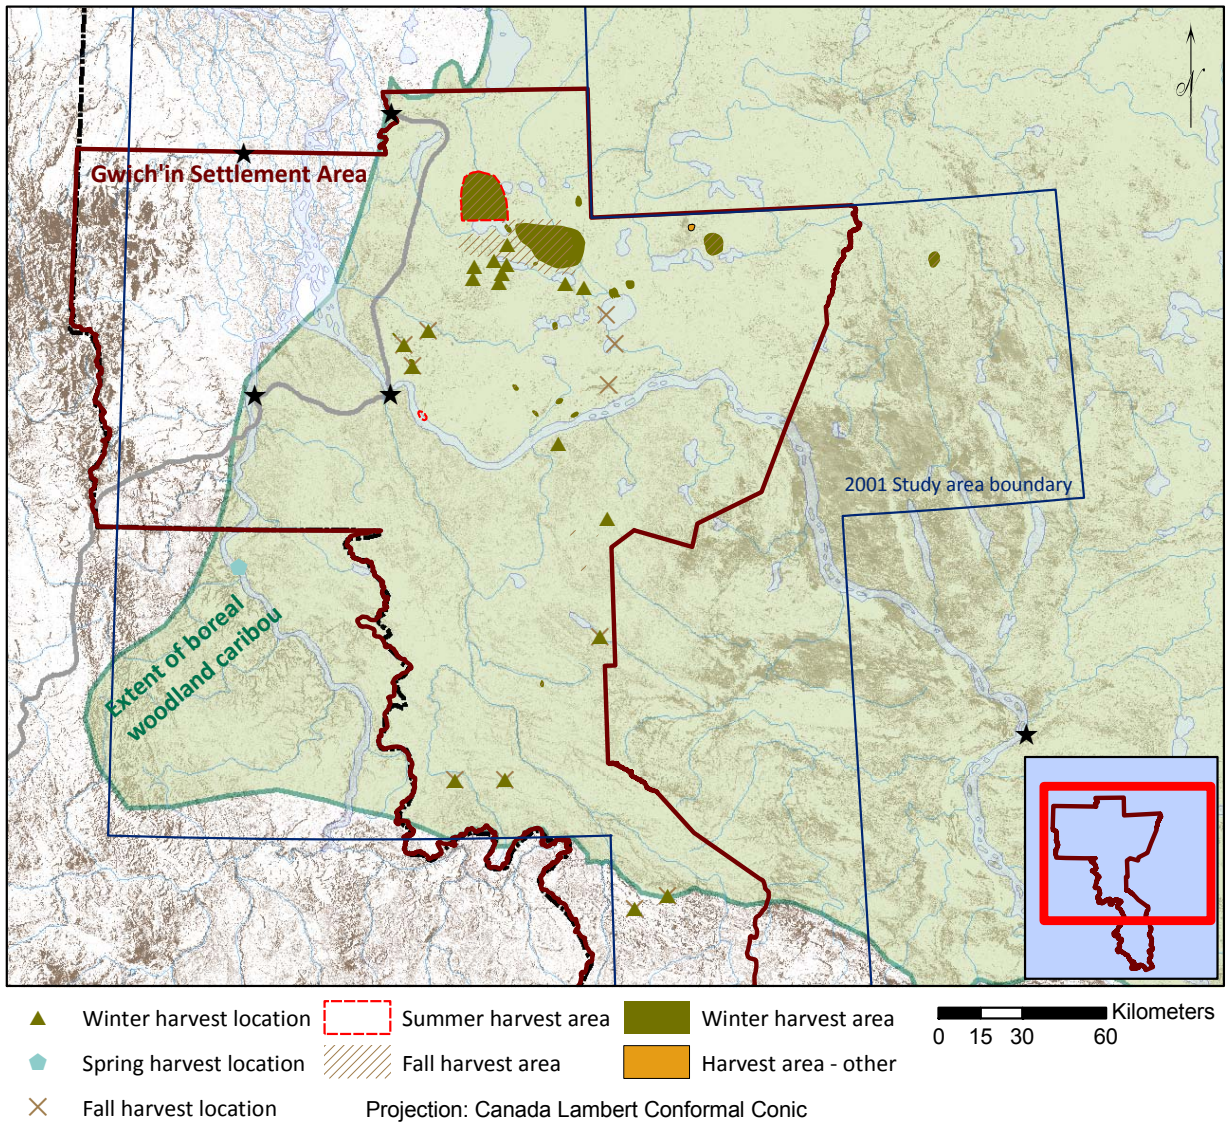 N
Gwich'in Settlement Area
2001 Study area boundary
Extent of boreal
woodland caribou
Winter harvest location
Summer harvest area
Winter harvest area
Kilometers
0 15 30 60
Spring harvest location
Fall harvest area
Harvest area - other
Fall harvest location
Projection: Canada Lambert Conformal Conic